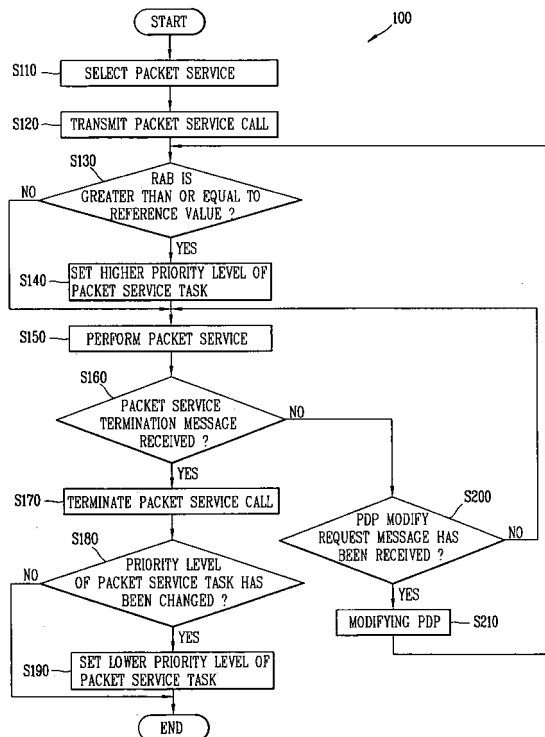 START
100
S110
SELECT PACKET SERVICE
S120
TRANSMIT PACKET SERVICE CALL
S130
RAB IS
GREATER THAN OR EQUAL TO
REFERENCE VALUE ?
NO
YES
S140
SET HIGHER PRIORITY LEVEL OF
PACKET SERVICE TASK
S150
PERFORM PACKET SERVICE
S160
PACKET SERVICE
TERMINATION MESSAGE
RECEIVED ?
NO
YES
S170
TERMINATE PACKET SERVICE CALL
S200
PDP MODIFY
REQUEST MESSAGE HAS
BEEN RECEIVED ?
NO
YES
S180
PRIORITY LEVEL
OF PACKET SERVICE TASK HAS
BEEN CHANGED ?
NO
YES
MODIFYING PDP
S210
S190
SET LOWER PRIORITY LEVEL OF
PACKET SERVICE TASK
END